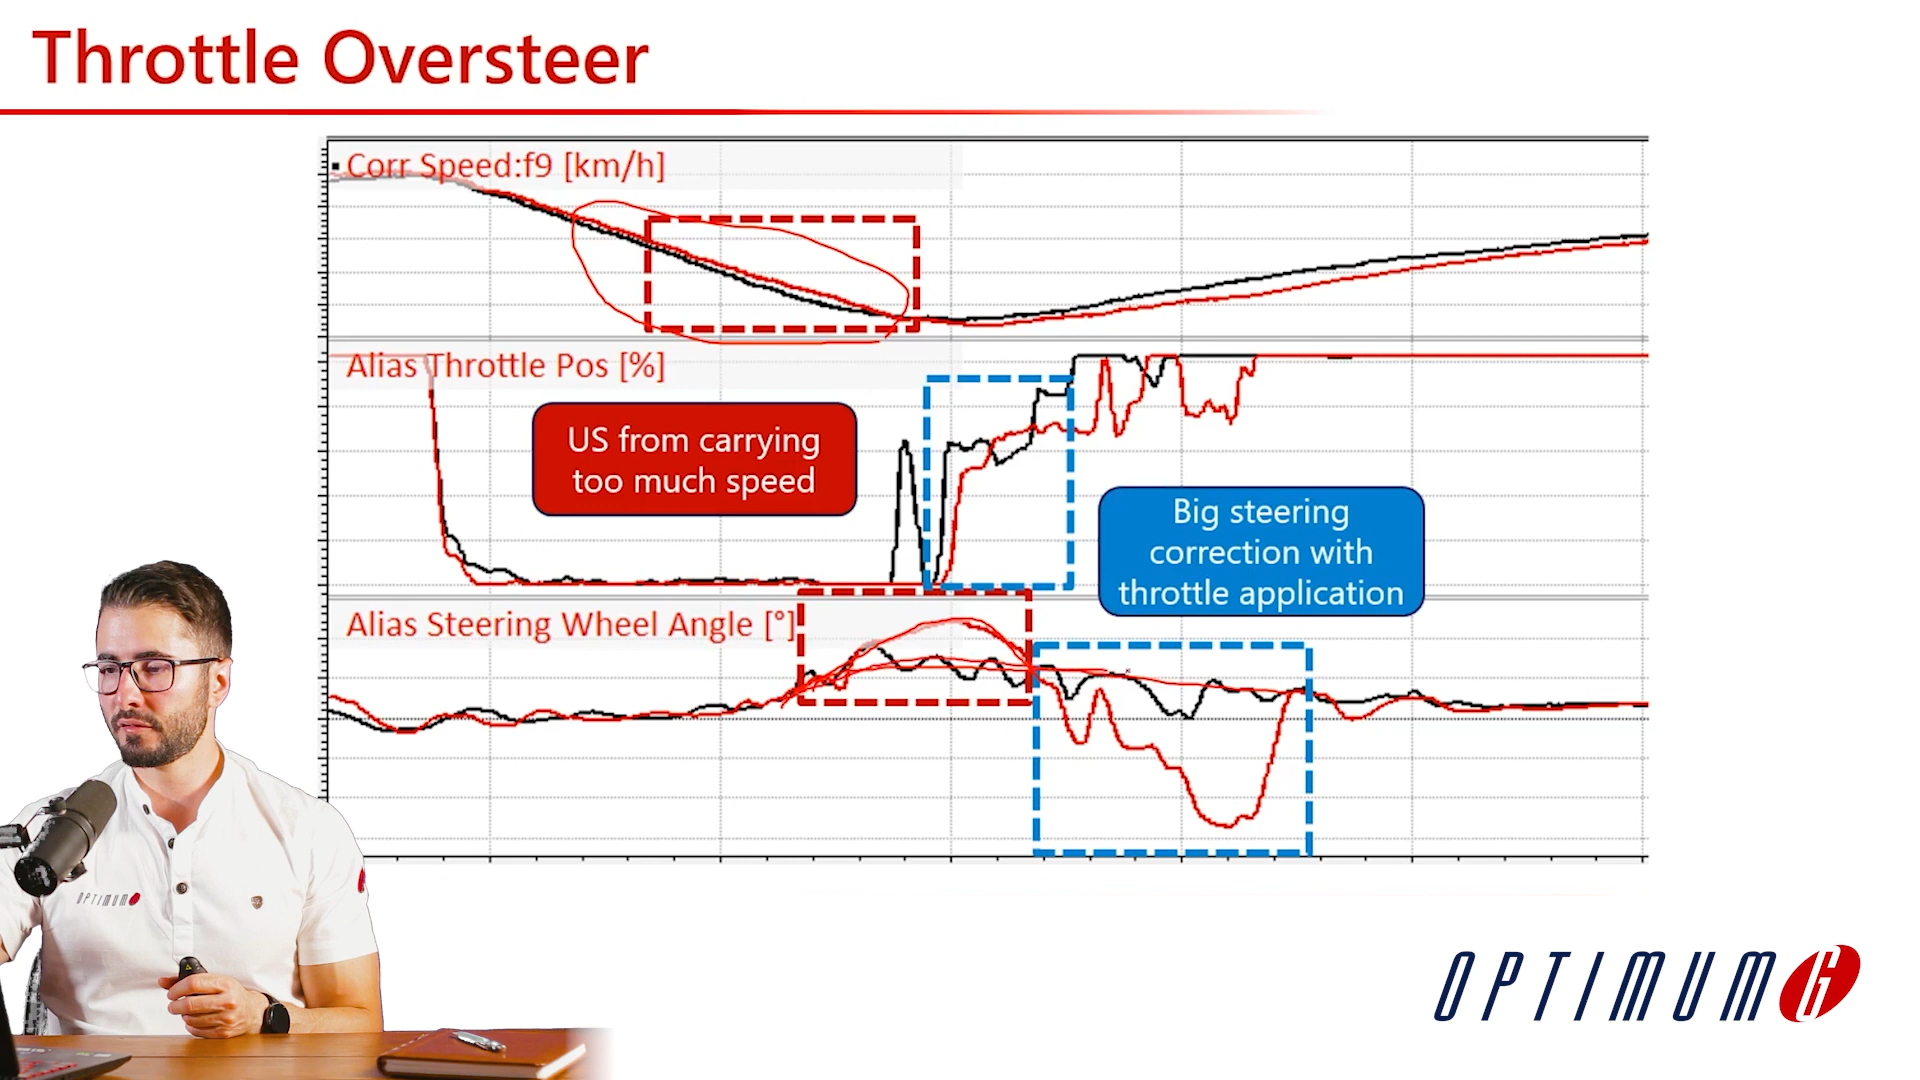 Throttle Oversteer
Corr Speed:f9 [km/h]
Alias Throttle Pos [%]
US from carrying
too much speed
Big steering
correction with
throttle application
Alias Steering Wheel Angle [°]
OPTIMUM
OPTIMUM G